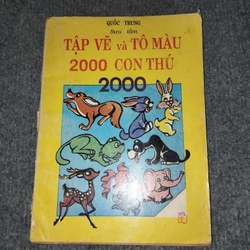 QUỐC TRUNG
Sưu tầm
TẬP VẼ và TÔ MÀU
2000 CON THÚ
2000